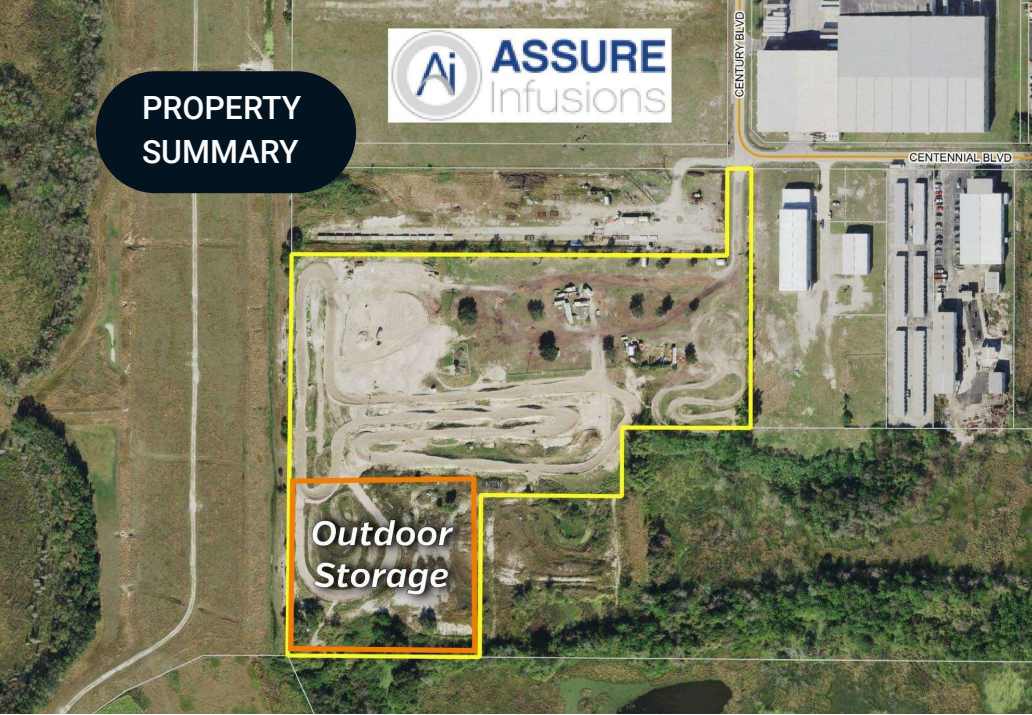 Ai ASSURE
Infusions
PROPERTY
SUMMARY
CENTURY BLVD
CENTENNIAL BLVD
Outdoor
Storage